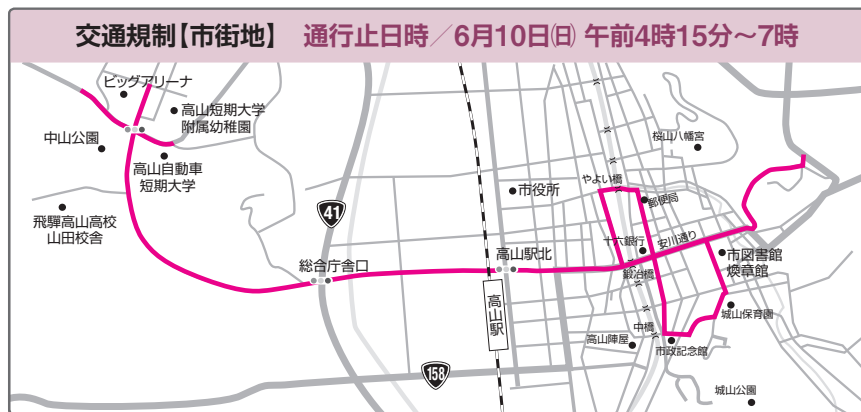 交通規制【市街地】 通行止日時／6月10日㈰ 午前4時15分～7時
ビッグアリーナ
高山短期大学
附属幼稚園
中山公園
高山自動車
短期大学
飛騨高山高校
山田校舎
41
総合庁舎口
高山駅北
高山駅
158
市役所
やよい橋
郵便局
桜山八幡宮
十六銀行
安川通り
鍛冶橋
市図書館
煥章館
城山保育園
中橋
高山陣屋
市政記念館
城山公園